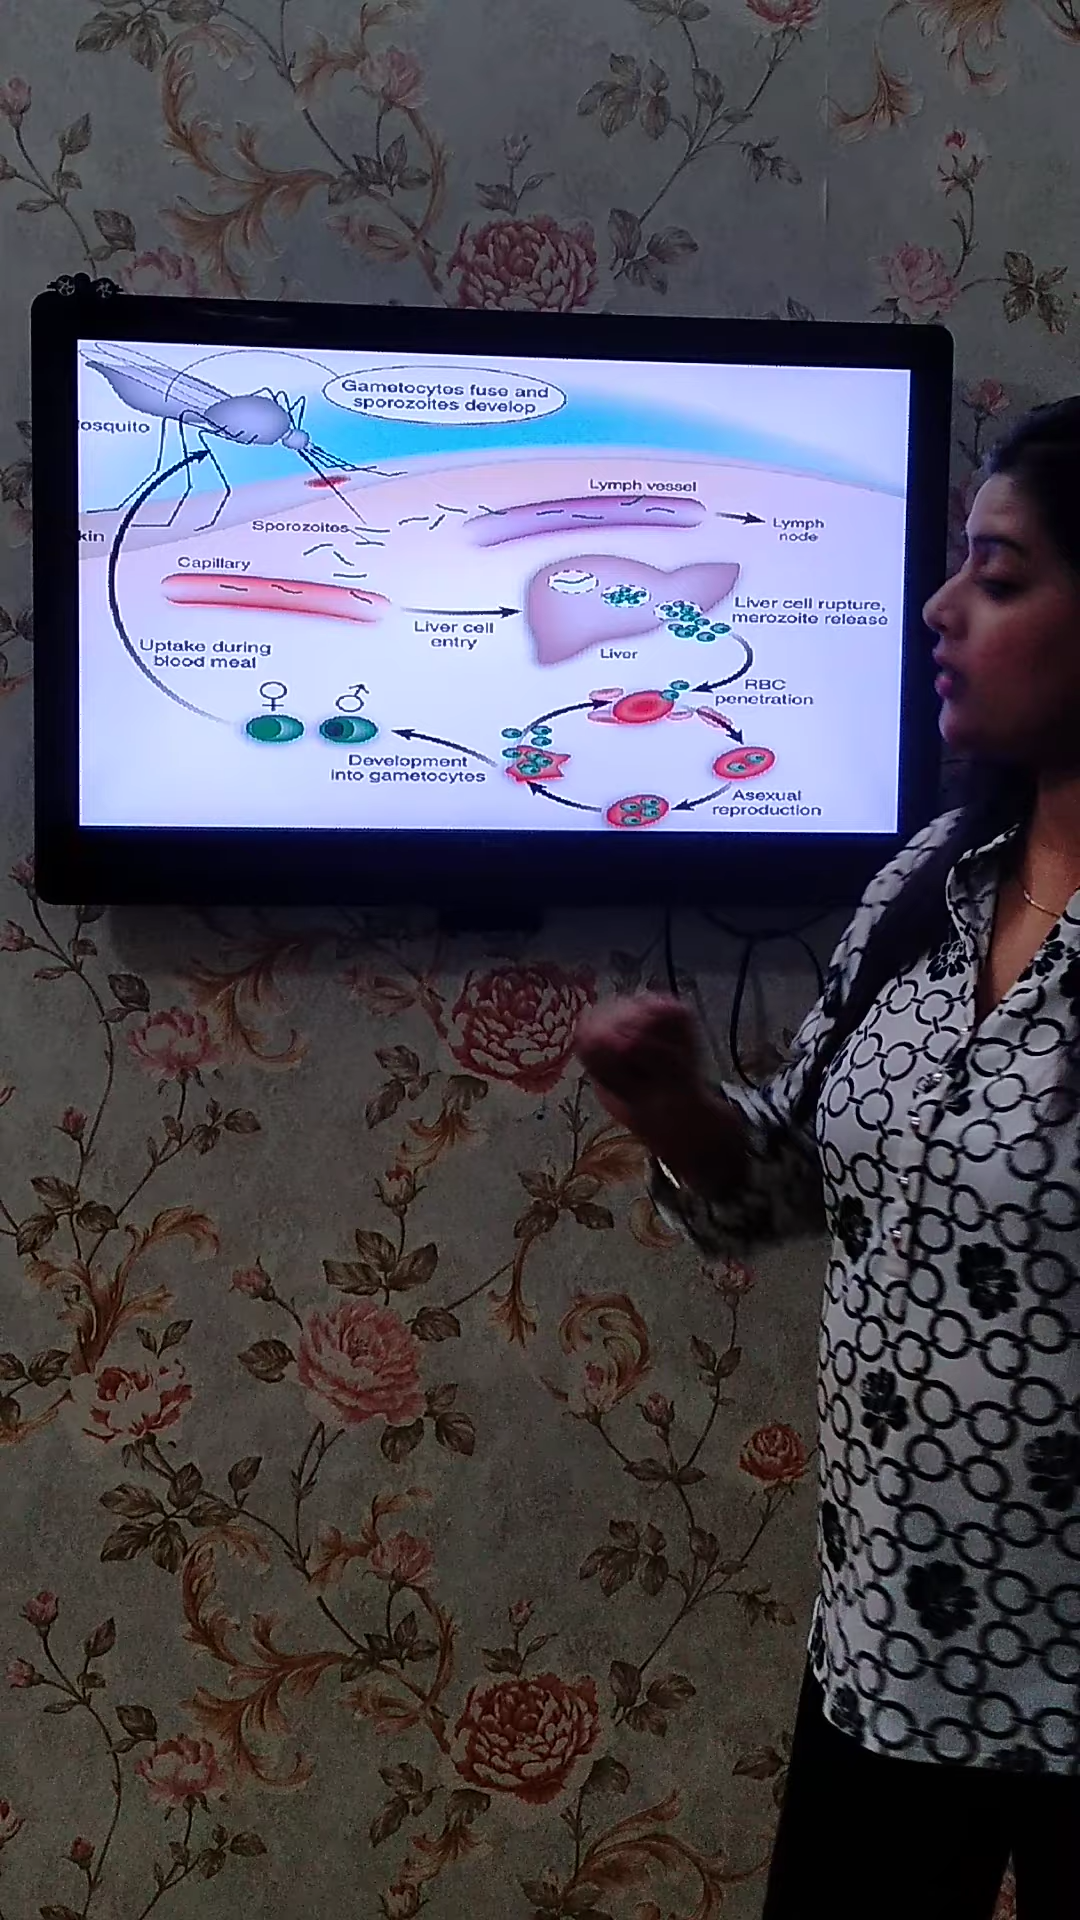 Gametocytes fuse and
sporozoites develop
osquito
Lymph vessel
Sporozoites
Lymph
node
kin
Capillary
Liver cell rupture,
merozoite release
Liver cell
entry
Uptake during
blood meal
Liver
RBC
penetration
Development
into gametocytes
Asexual
reproduction